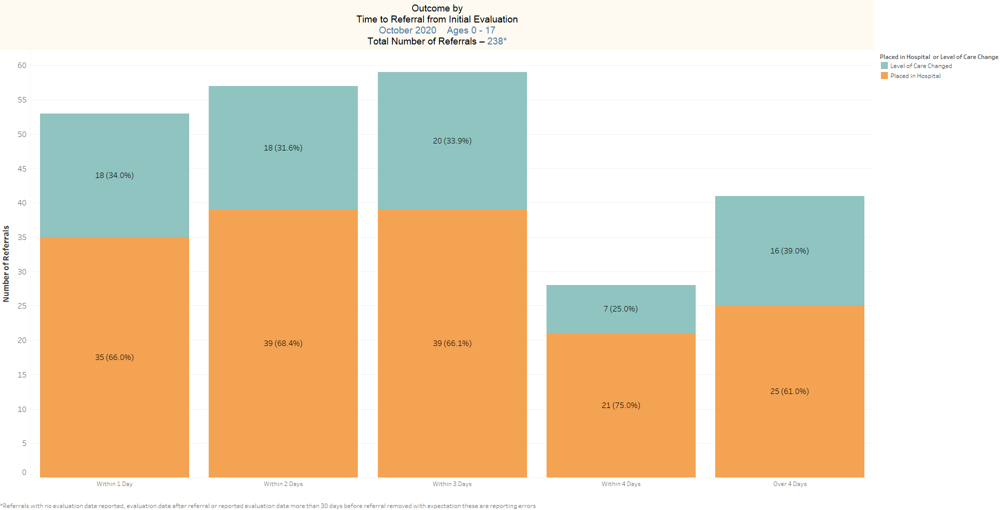 Outcome by
Time to Referral from Initial Evaluation
October 2020 Ages 0 - 17
Total Number of Referrals – 238*
Placed in Hospital or Level of Care Change
Level of Care Changed
Placed in Hospital
Number of Referrals
60
55
50
45
40
35
30
25
20
15
10
5
0
18 (34.0%)
35 (66.0%)
18 (31.6%)
39 (68.4%)
20 (33.9%)
39 (66.1%)
7 (25.0%)
21 (75.0%)
16 (39.0%)
25 (61.0%)
Within 1 Day
Within 2 Days
Within 3 Days
Within 4 Days
Over 4 Days
*Referrals with no evaluation date reported, evaluation date after referral or reported evaluation date more than 30 days before referral removed with expectation these are reporting errors